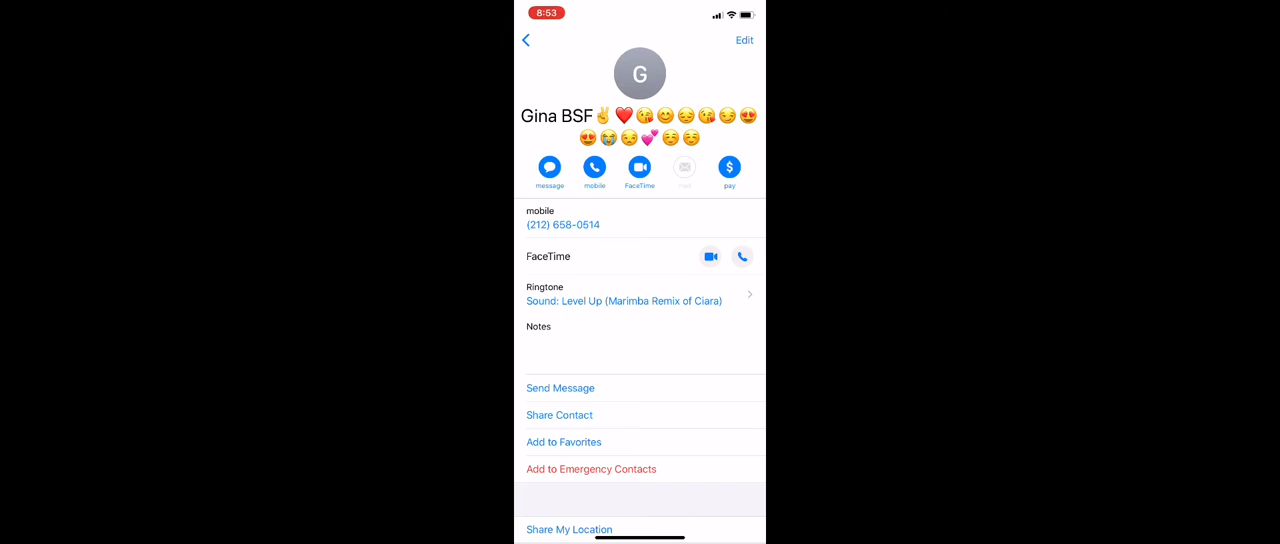 8:53
Edit
G
Gina BSF✌️❤️😘😊😔😘😏😍
😍😭😒💕☺️☺️
message mobile FaceTime mail pay
mobile
(212) 658-0514
FaceTime
Ringtone
Sound: Level Up (Marimba Remix of Ciara)
Notes
Send Message
Share Contact
Add to Favorites
Add to Emergency Contacts
Share My Location